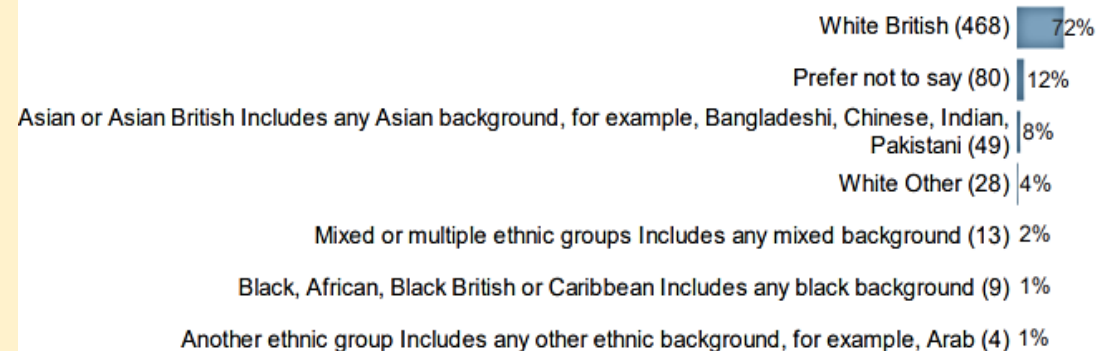 White British (468) 72%
Prefer not to say (80) 12%
Asian or Asian British Includes any Asian background, for example, Bangladeshi, Chinese, Indian,
Pakistani (49) 8%
White Other (28) 4%
Mixed or multiple ethnic groups Includes any mixed background (13) 2%
Black, African, Black British or Caribbean Includes any black background (9) 1%
Another ethnic group Includes any other ethnic background, for example, Arab (4) 1%